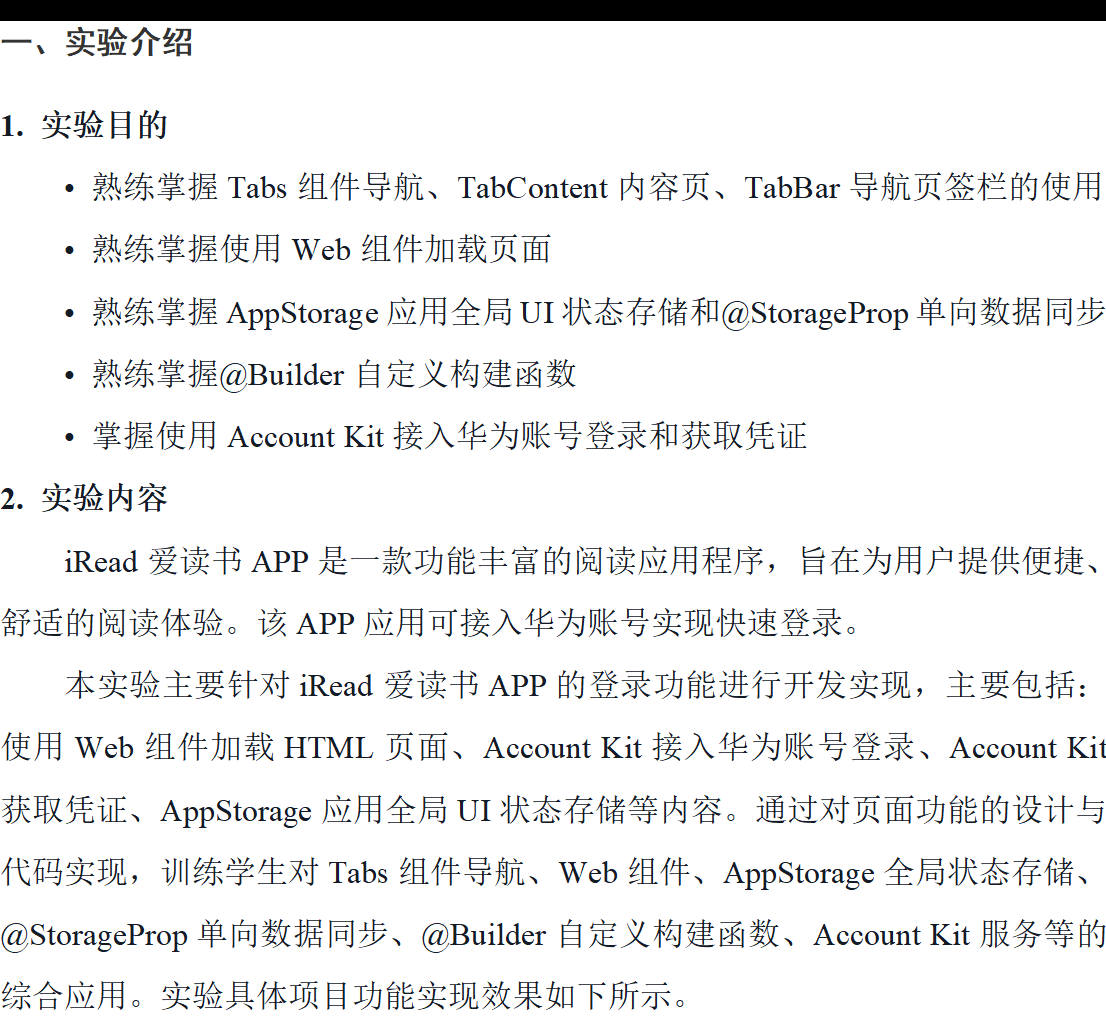 一、实验介绍
1. 实验目的
• 熟练掌握 Tabs 组件导航、TabContent 内容页、TabBar 导航页签栏的使用
• 熟练掌握使用 Web 组件加载页面
• 熟练掌握 AppStorage 应用全局 UI 状态存储和@StorageProp 单向数据同步
• 熟练掌握@Builder 自定义构建函数
• 掌握使用 Account Kit 接入华为账号登录和获取凭证
2. 实验内容
iRead 爱读书 APP 是一款功能丰富的阅读应用程序，旨在为用户提供便捷、
舒适的阅读体验。该 APP 应用可接入华为账号实现快速登录。
本实验主要针对 iRead 爱读书 APP 的登录功能进行开发实现，主要包括：
使用 Web 组件加载 HTML 页面、Account Kit 接入华为账号登录、Account Kit
获取凭证、AppStorage 应用全局 UI 状态存储等内容。通过对页面功能的设计与
代码实现，训练学生对 Tabs 组件导航、Web 组件、AppStorage 全局状态存储、
@StorageProp 单向数据同步、@Builder 自定义构建函数、Account Kit 服务等的
综合应用。实验具体项目功能实现效果如下所示。